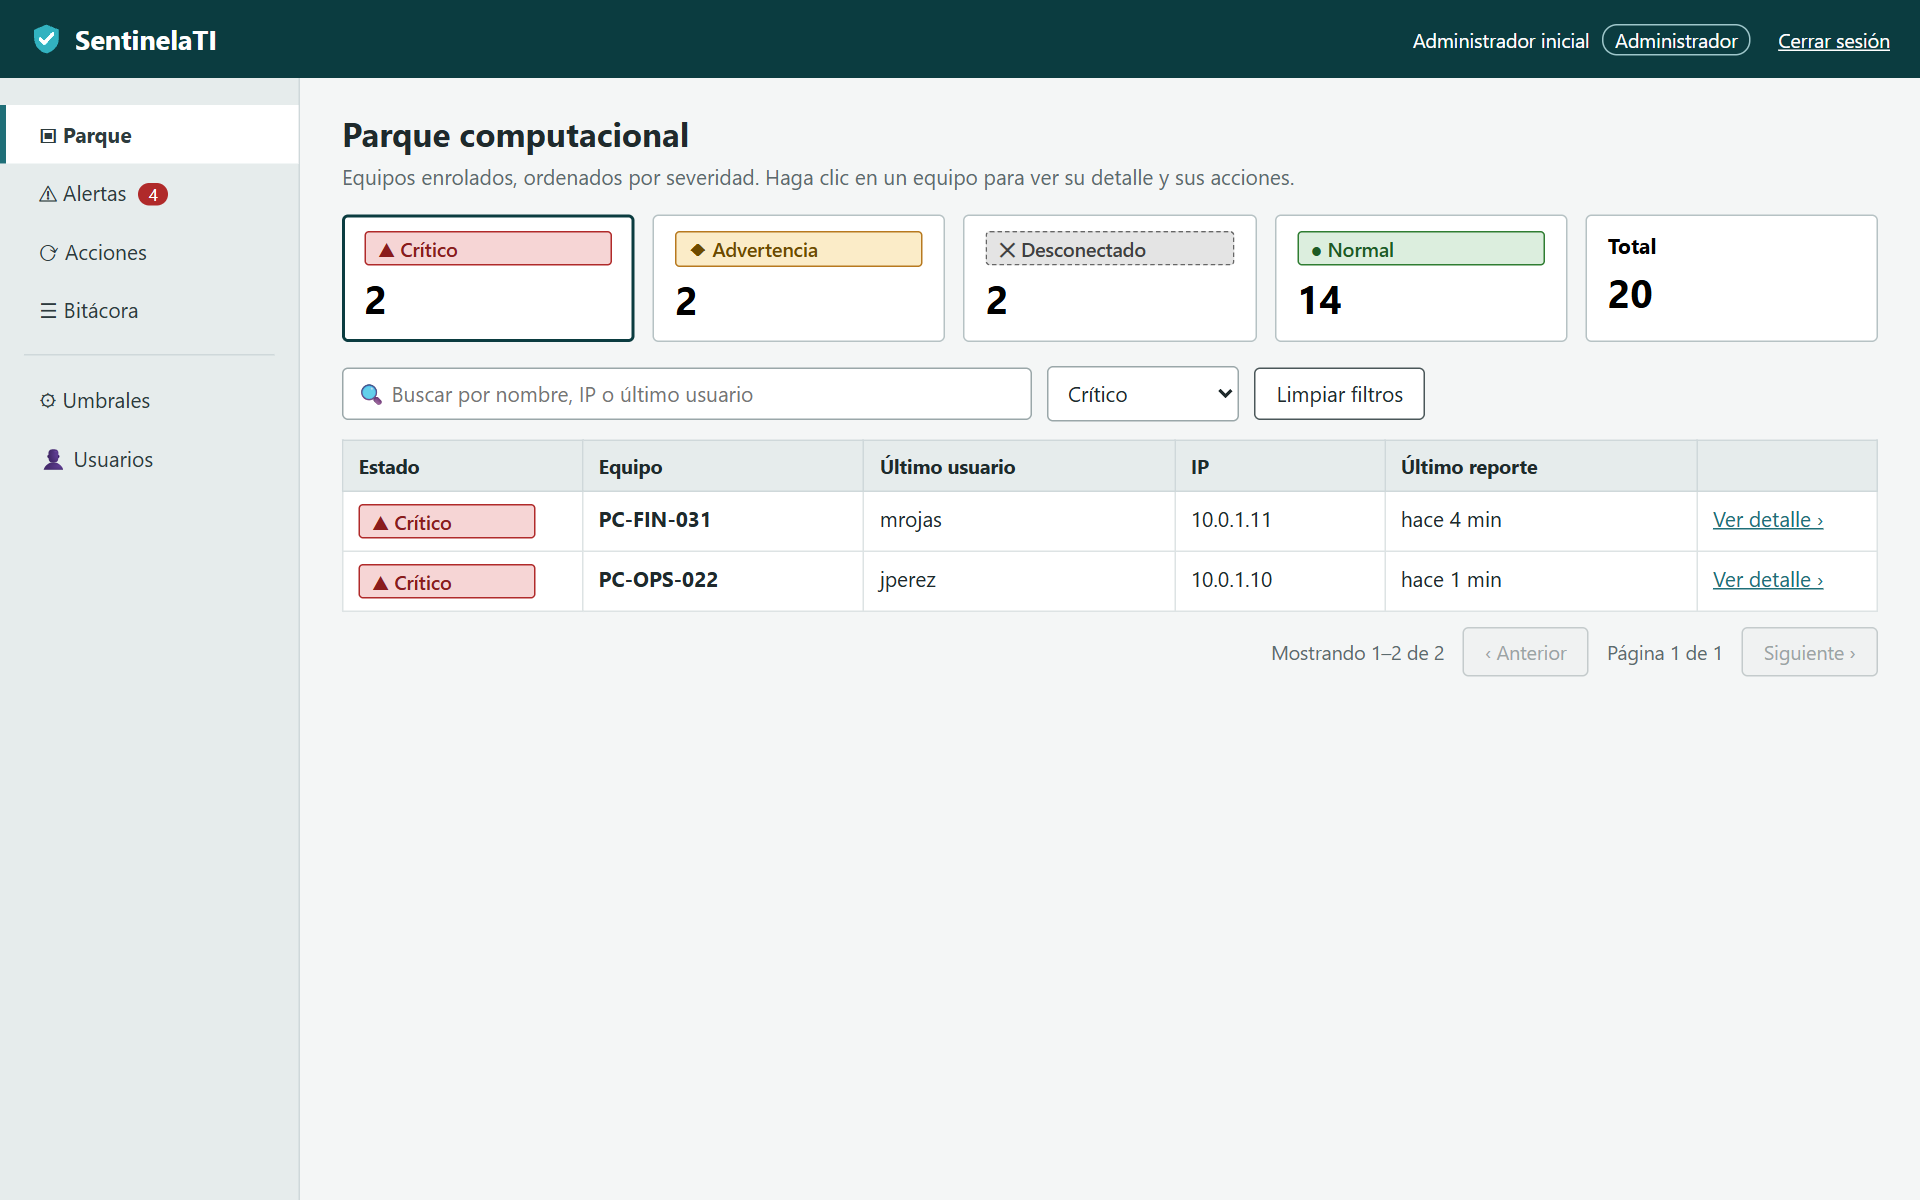 SentinelaTI
Administrador inicial Administrador Cerrar sesión
Parque
Alertas 4
Acciones
Bitácora
Umbrales
Usuarios
Parque computacional
Equipos enrolados, ordenados por severidad. Haga clic en un equipo para ver su detalle y sus acciones.
▲ Crítico
2
◆ Advertencia
2
✕ Desconectado
2
● Normal
14
Total
20
Buscar por nombre, IP o último usuario
Crítico
Limpiar filtros
Estado Equipo Último usuario IP Último reporte
▲ Crítico PC-FIN-031 mrojas 10.0.1.11 hace 4 min Ver detalle ›
▲ Crítico PC-OPS-022 jperez 10.0.1.10 hace 1 min Ver detalle ›
Mostrando 1–2 de 2 ‹ Anterior Página 1 de 1 Siguiente ›